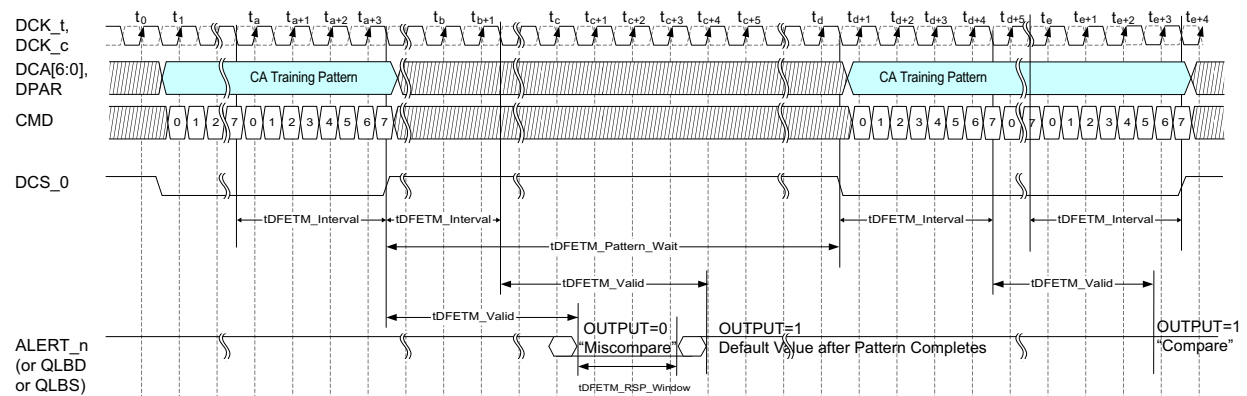 t0 t1 ta ta+1 ta+2 ta+3 tb tb+1 tc tc+1 tc+2 tc+3 tc+4 tc+5 td td+1 td+2 td+3 td+4 td+5 te te+1 te+2 te+3 te+4
DCK_t,
DCK_c
DCA[6:0],
DPAR
CA Training Pattern
CA Training Pattern
CMD
0 1 2 7 0 1 2 3 4 5 6 7
0 1 2 3 4 5 6 7 0 7 0 1 2 3 4 5 6 7
DCS_0
tDFETM_Interval
tDFETM_Interval
tDFETM_Interval
tDFETM_Interval
tDFETM_Pattern_Wait
tDFETM_Valid
tDFETM_Valid
tDFETM_Valid
OUTPUT=0
"Miscompare"
OUTPUT=1
Default Value after Pattern Completes
OUTPUT=1
"Compare"
ALERT_n
(or QLBD
or QLBS)
tDFETM_RSP_Window